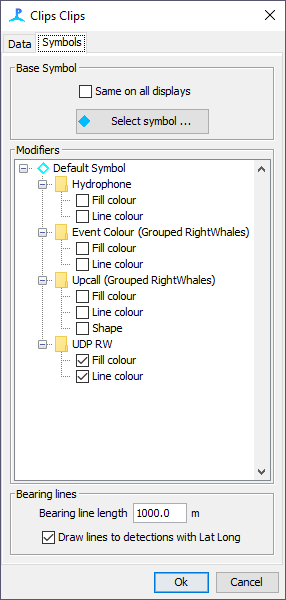 Clips Clips
Data Symbols
Base Symbol
Same on all displays
Select symbol ...
Modifiers
Default Symbol
Hydrophone
Fill colour
Line colour
Event Colour (Grouped RightWhales)
Fill colour
Line colour
Upcall (Grouped RightWhales)
Fill colour
Line colour
Shape
UDP RW
Fill colour
Line colour
Bearing lines
Bearing line length 1000.0 m
Draw lines to detections with Lat Long
Ok Cancel